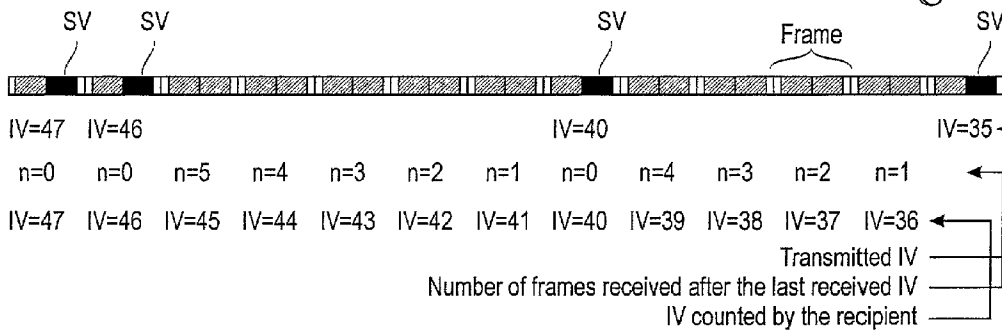 SV SV SV SV
Frame
IV=47 IV=46 IV=40 IV=35
n=0 n=0 n=5 n=4 n=3 n=2 n=1 n=0 n=4 n=3 n=2 n=1
IV=47 IV=46 IV=45 IV=44 IV=43 IV=42 IV=41 IV=40 IV=39 IV=38 IV=37 IV=36
Transmitted IV
Number of frames received after the last received IV
IV counted by the recipient